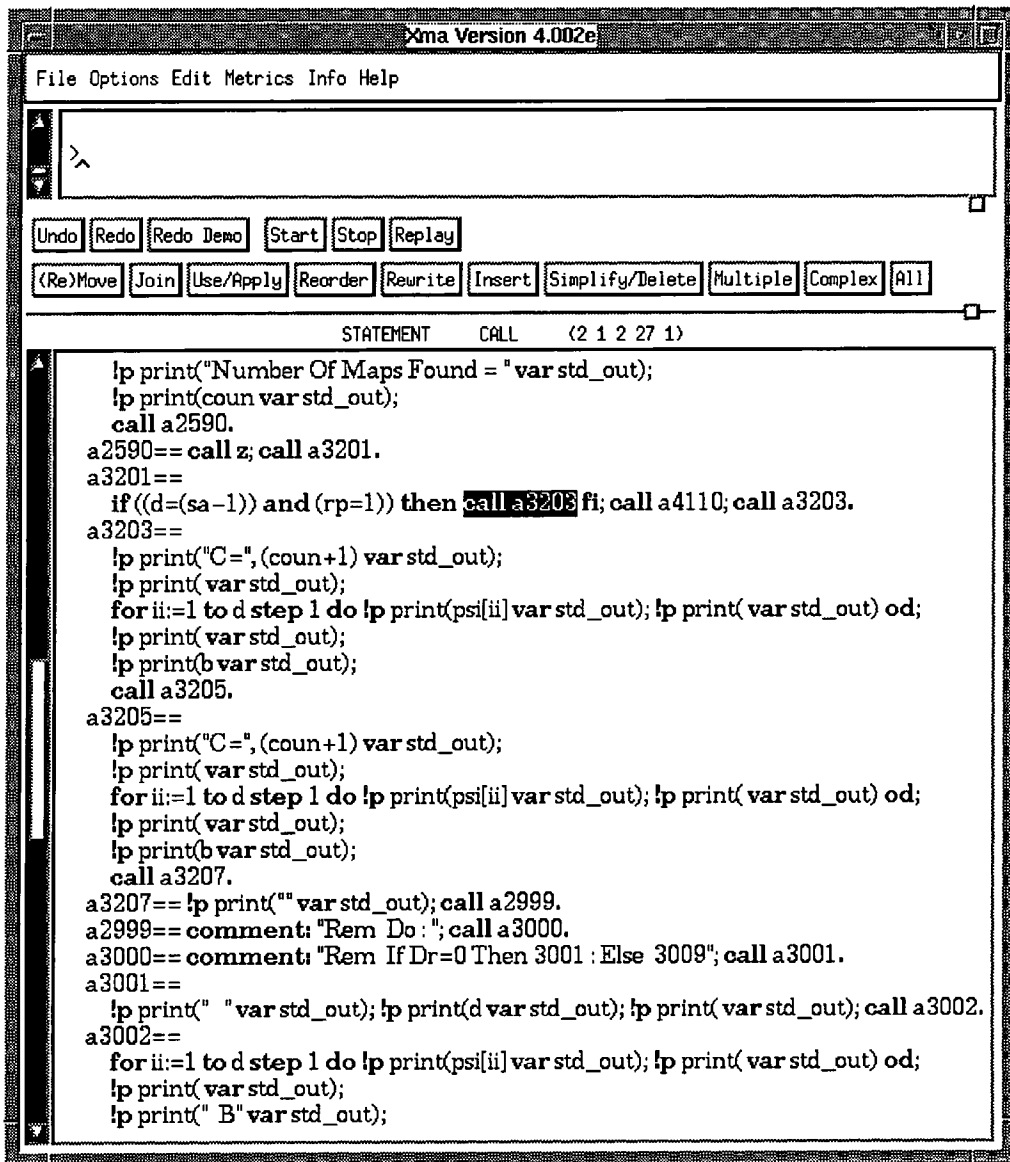 Xma Version 4.002e
File Options Edit Metrics Info Help
>^
Undo Redo Redo Demo Start Stop Replay
(Re)Move Join Use/Apply Reorder Rewrite Insert Simplify/Delete Multiple Complex All
STATEMENT CALL (2 1 2 27 1)
!p print("Number Of Maps Found = " var std_out);
!p print(coun var std_out);
call a2590.
a2590== call z; call a3201.
a3201==
if ((d=(sa-1)) and (rp=1)) then call a3203 fi; call a4110; call a3203.
a3203==
!p print("C=", (coun+1) var std_out);
!p print( var std_out);
for ii:=1 to d step 1 do !p print(psi[ii] var std_out); !p print( var std_out) od;
!p print( var std_out);
!p print(b var std_out);
call a3205.
a3205==
!p print("C=", (coun+1) var std_out);
!p print( var std_out);
for ii:=1 to d step 1 do !p print(psi[ii] var std_out); !p print( var std_out) od;
!p print( var std_out);
!p print(b var std_out);
call a3207.
a3207== !p print("" var std_out); call a2999.
a2999== comment: "Rem Do : "; call a3000.
a3000== comment: "Rem If Dr=0 Then 3001 : Else 3009"; call a3001.
a3001==
!p print("  " var std_out); !p print(d var std_out); !p print( var std_out); call a3002.
a3002==
for ii:=1 to d step 1 do !p print(psi[ii] var std_out); !p print( var std_out) od;
!p print( var std_out);
!p print(" B" var std_out);